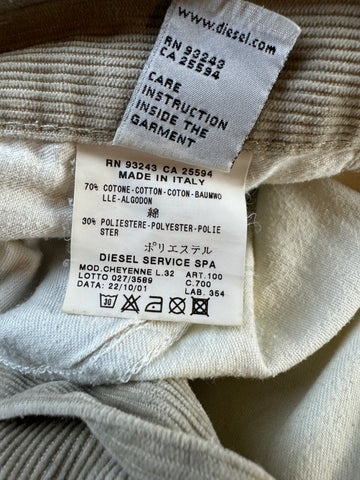 www.diesel.com
RN 93243
CA 25594
CARE
INSTRUCTION
INSIDE THE
GARMENT
RN 93243 CA 25594
MADE IN ITALY
70% COTONE-COTTON-COTON-BAUMWO
LLE-ALGODON
綿
30% POLIESTERE-POLYESTER-POLIE
STER
ポリエステル
DIESEL SERVICE SPA
MOD.CHEYENNE L.32 ART.100
LOTTO 027/3589 C.700
DATA: 22/10/01 LAB. 354
30